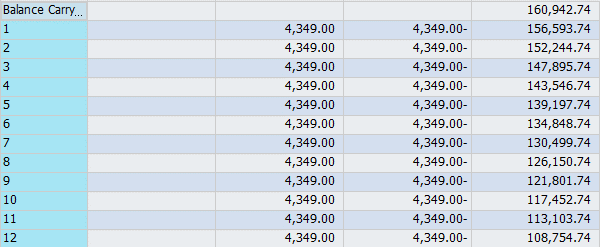 Balance Carry... 160,942.74
1 4,349.00 4,349.00- 156,593.74
2 4,349.00 4,349.00- 152,244.74
3 4,349.00 4,349.00- 147,895.74
4 4,349.00 4,349.00- 143,546.74
5 4,349.00 4,349.00- 139,197.74
6 4,349.00 4,349.00- 134,848.74
7 4,349.00 4,349.00- 130,499.74
8 4,349.00 4,349.00- 126,150.74
9 4,349.00 4,349.00- 121,801.74
10 4,349.00 4,349.00- 117,452.74
11 4,349.00 4,349.00- 113,103.74
12 4,349.00 4,349.00- 108,754.74